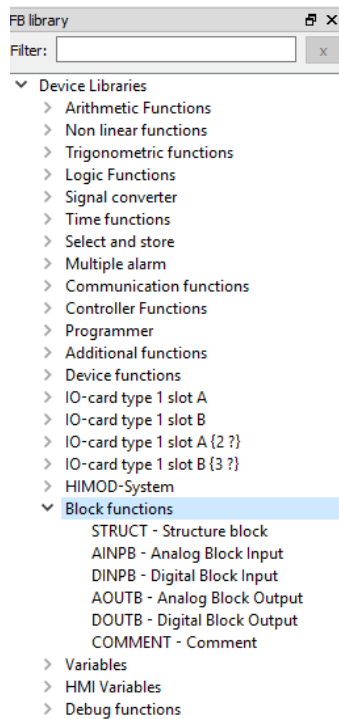 FB library
Filter:
x
Device Libraries
Arithmetic Functions
Non linear functions
Trigonometric functions
Logic Functions
Signal converter
Time functions
Select and store
Multiple alarm
Communication functions
Controller Functions
Programmer
Additional functions
Device functions
IO-card type 1 slot A
IO-card type 1 slot B
IO-card type 1 slot A {2 ?}
IO-card type 1 slot B {3 ?}
HIMOD-System
Block functions
STRUCT - Structure block
AINPB - Analog Block Input
DINPB - Digital Block Input
AOUTB - Analog Block Output
DOUTB - Digital Block Output
COMMENT - Comment
Variables
HMI Variables
Debug functions